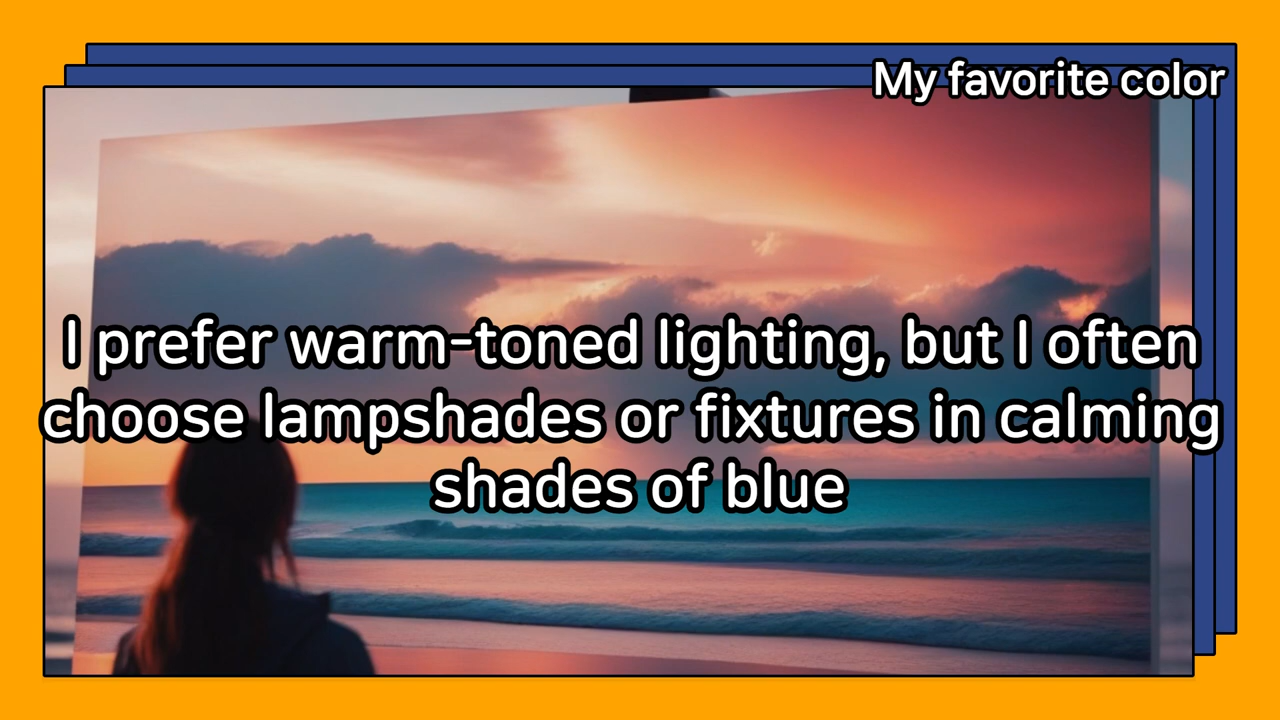 My favorite color
I prefer warm-toned lighting, but I often
choose lampshades or fixtures in calming
shades of blue